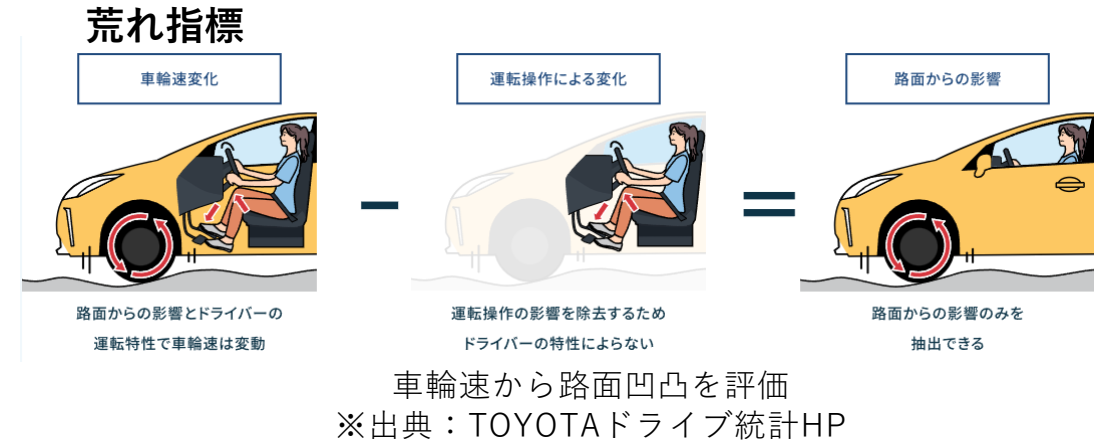 荒れ指標
車輪速変化
運転操作による変化
路面からの影響
路面からの影響とドライバーの
運転特性で車輪速は変動
運転操作の影響を除去するため
ドライバーの特性によらない
路面からの影響のみを
抽出できる
車輪速から路面凹凸を評価
※出典：TOYOTAドライブ統計HP